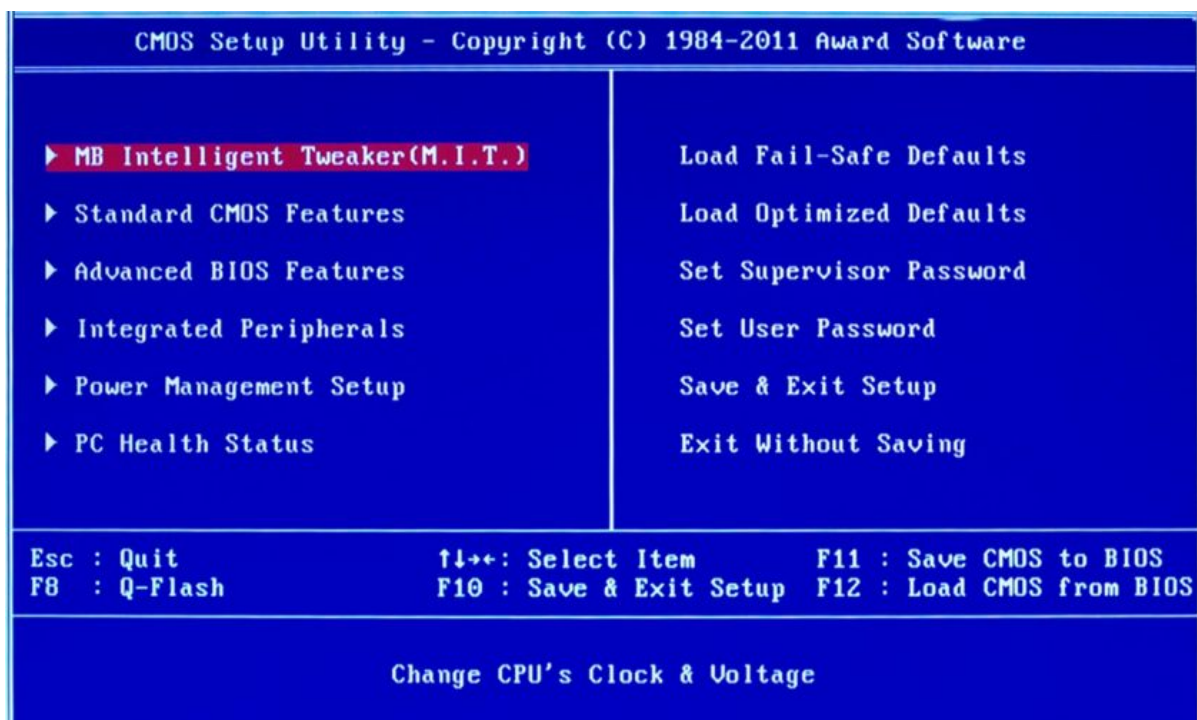 CMOS Setup Utility - Copyright (C) 1984-2011 Award Software
MB Intelligent Tweaker(M.I.T.)
Standard CMOS Features
Advanced BIOS Features
Integrated Peripherals
Power Management Setup
PC Health Status
Load Fail-Safe Defaults
Load Optimized Defaults
Set Supervisor Password
Set User Password
Save & Exit Setup
Exit Without Saving
Esc : Quit ↑↓→←: Select Item F11 : Save CMOS to BIOS
F8 : Q-Flash F10 : Save & Exit Setup F12 : Load CMOS from BIOS
Change CPU's Clock & Voltage